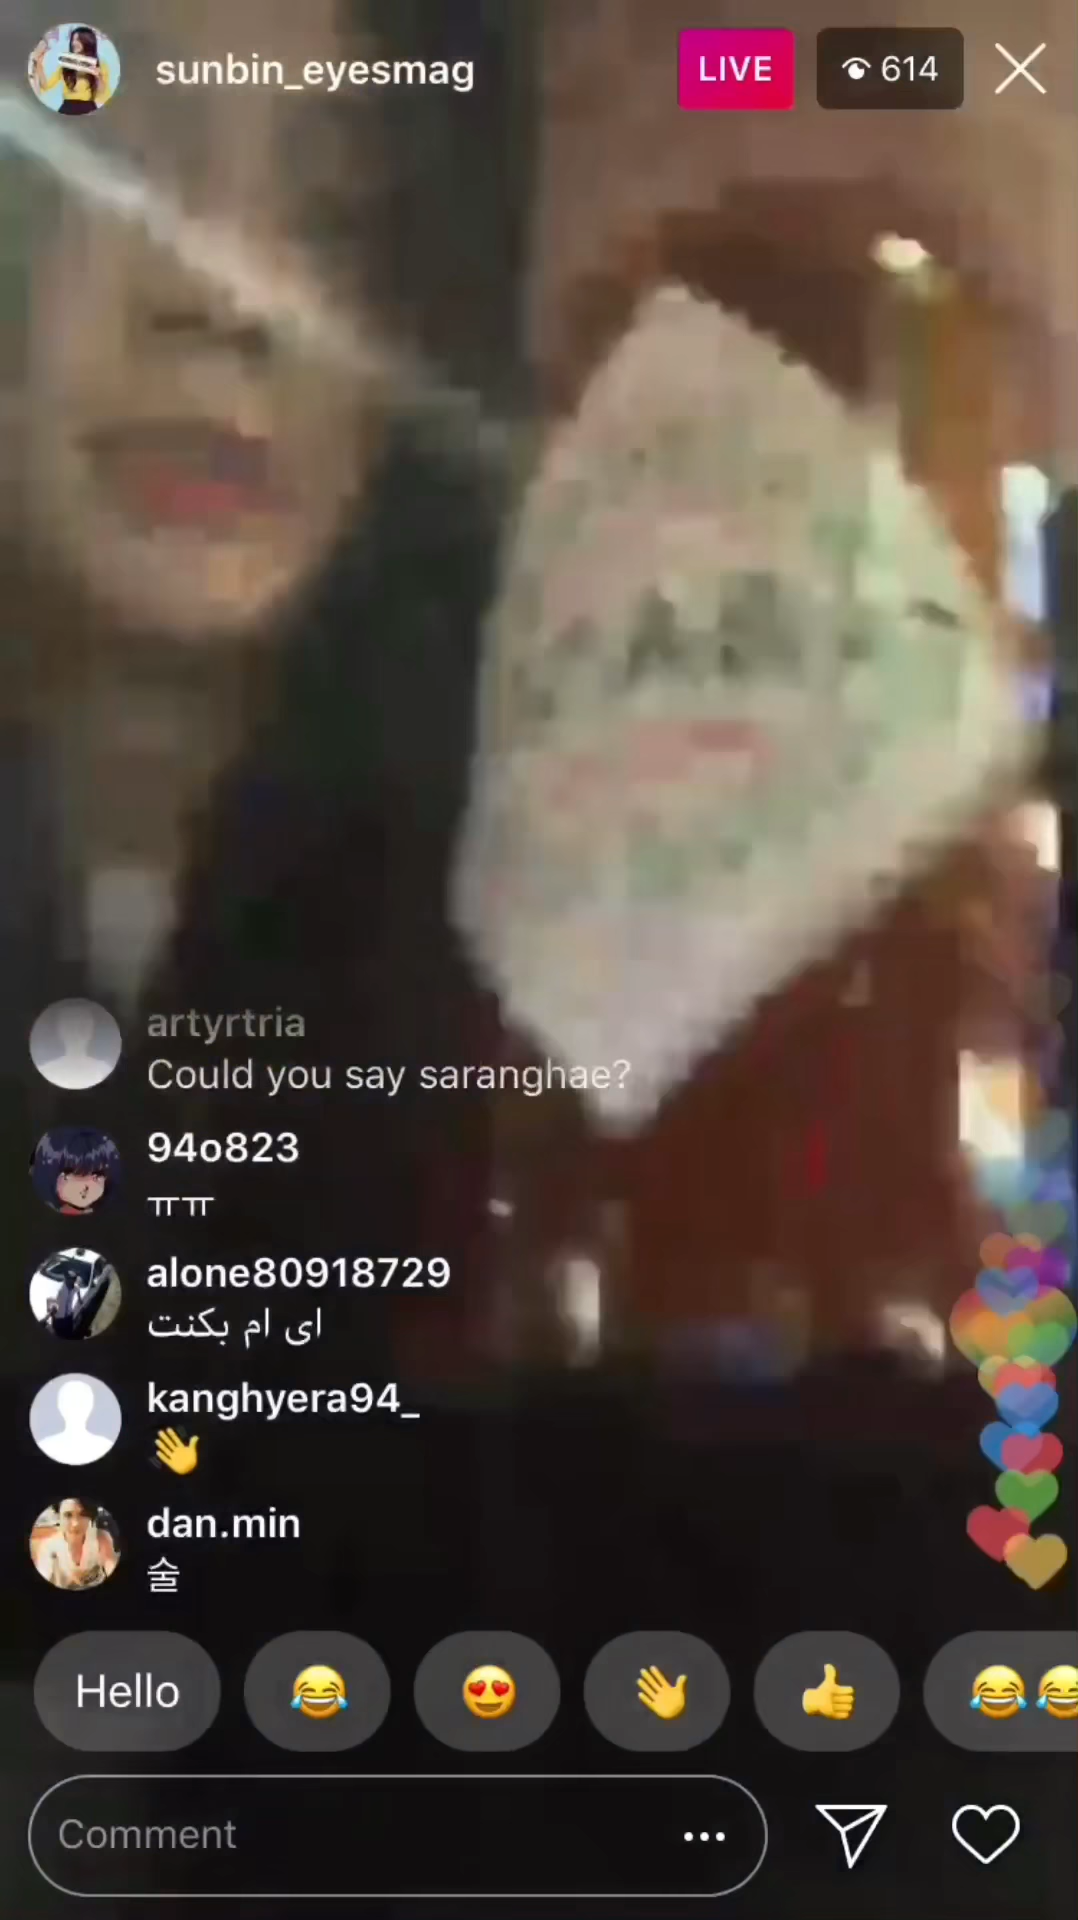 sunbin_eyesmag
LIVE
614
artyrtria
Could you say saranghae?
94o823
ㅠㅠ
alone80918729
ای ام بکنت
kanghyera94_
👋
dan.min
술
Hello
😂
😍
👋
👍
😂😂
Comment